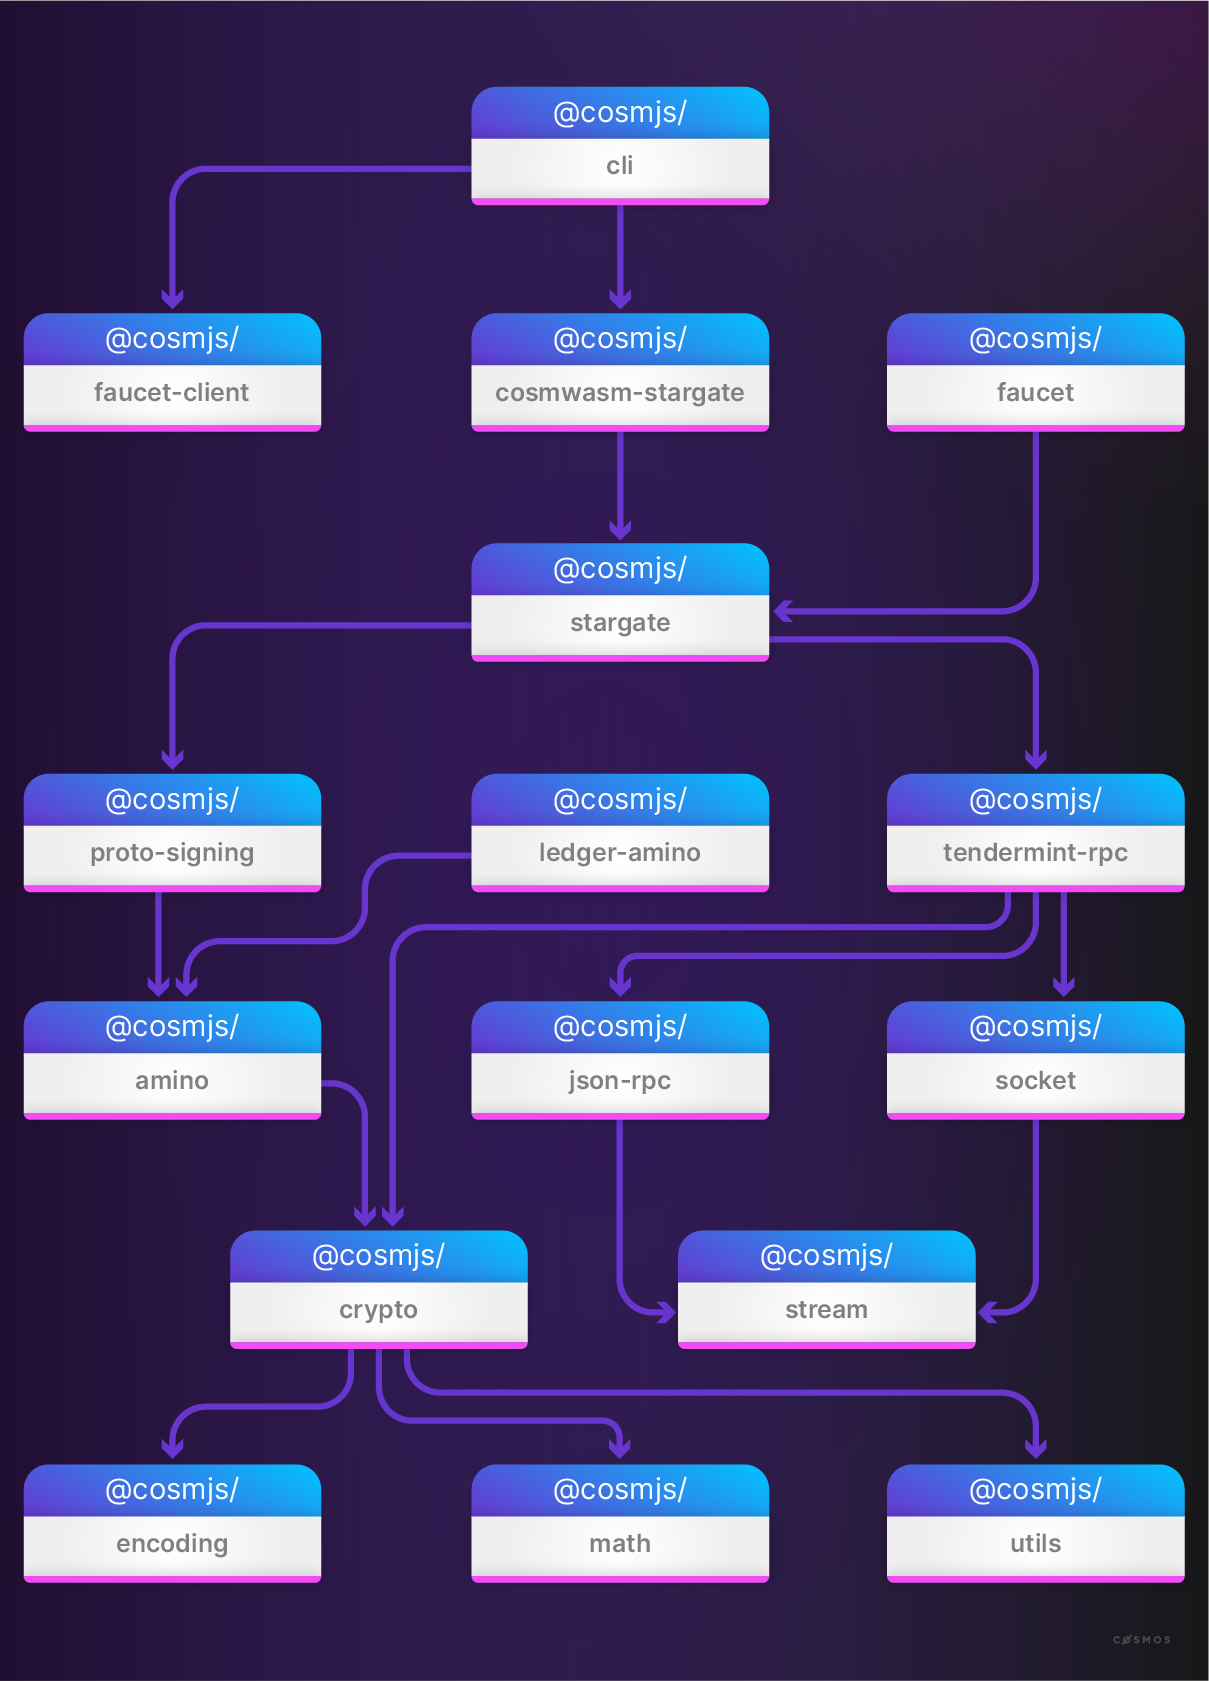 @cosmjs/
cli
@cosmjs/
faucet-client
@cosmjs/
cosmwasm-stargate
@cosmjs/
faucet
@cosmjs/
stargate
@cosmjs/
proto-signing
@cosmjs/
ledger-amino
@cosmjs/
tendermint-rpc
@cosmjs/
amino
@cosmjs/
json-rpc
@cosmjs/
socket
@cosmjs/
crypto
@cosmjs/
stream
@cosmjs/
encoding
@cosmjs/
math
@cosmjs/
utils
COSMOS